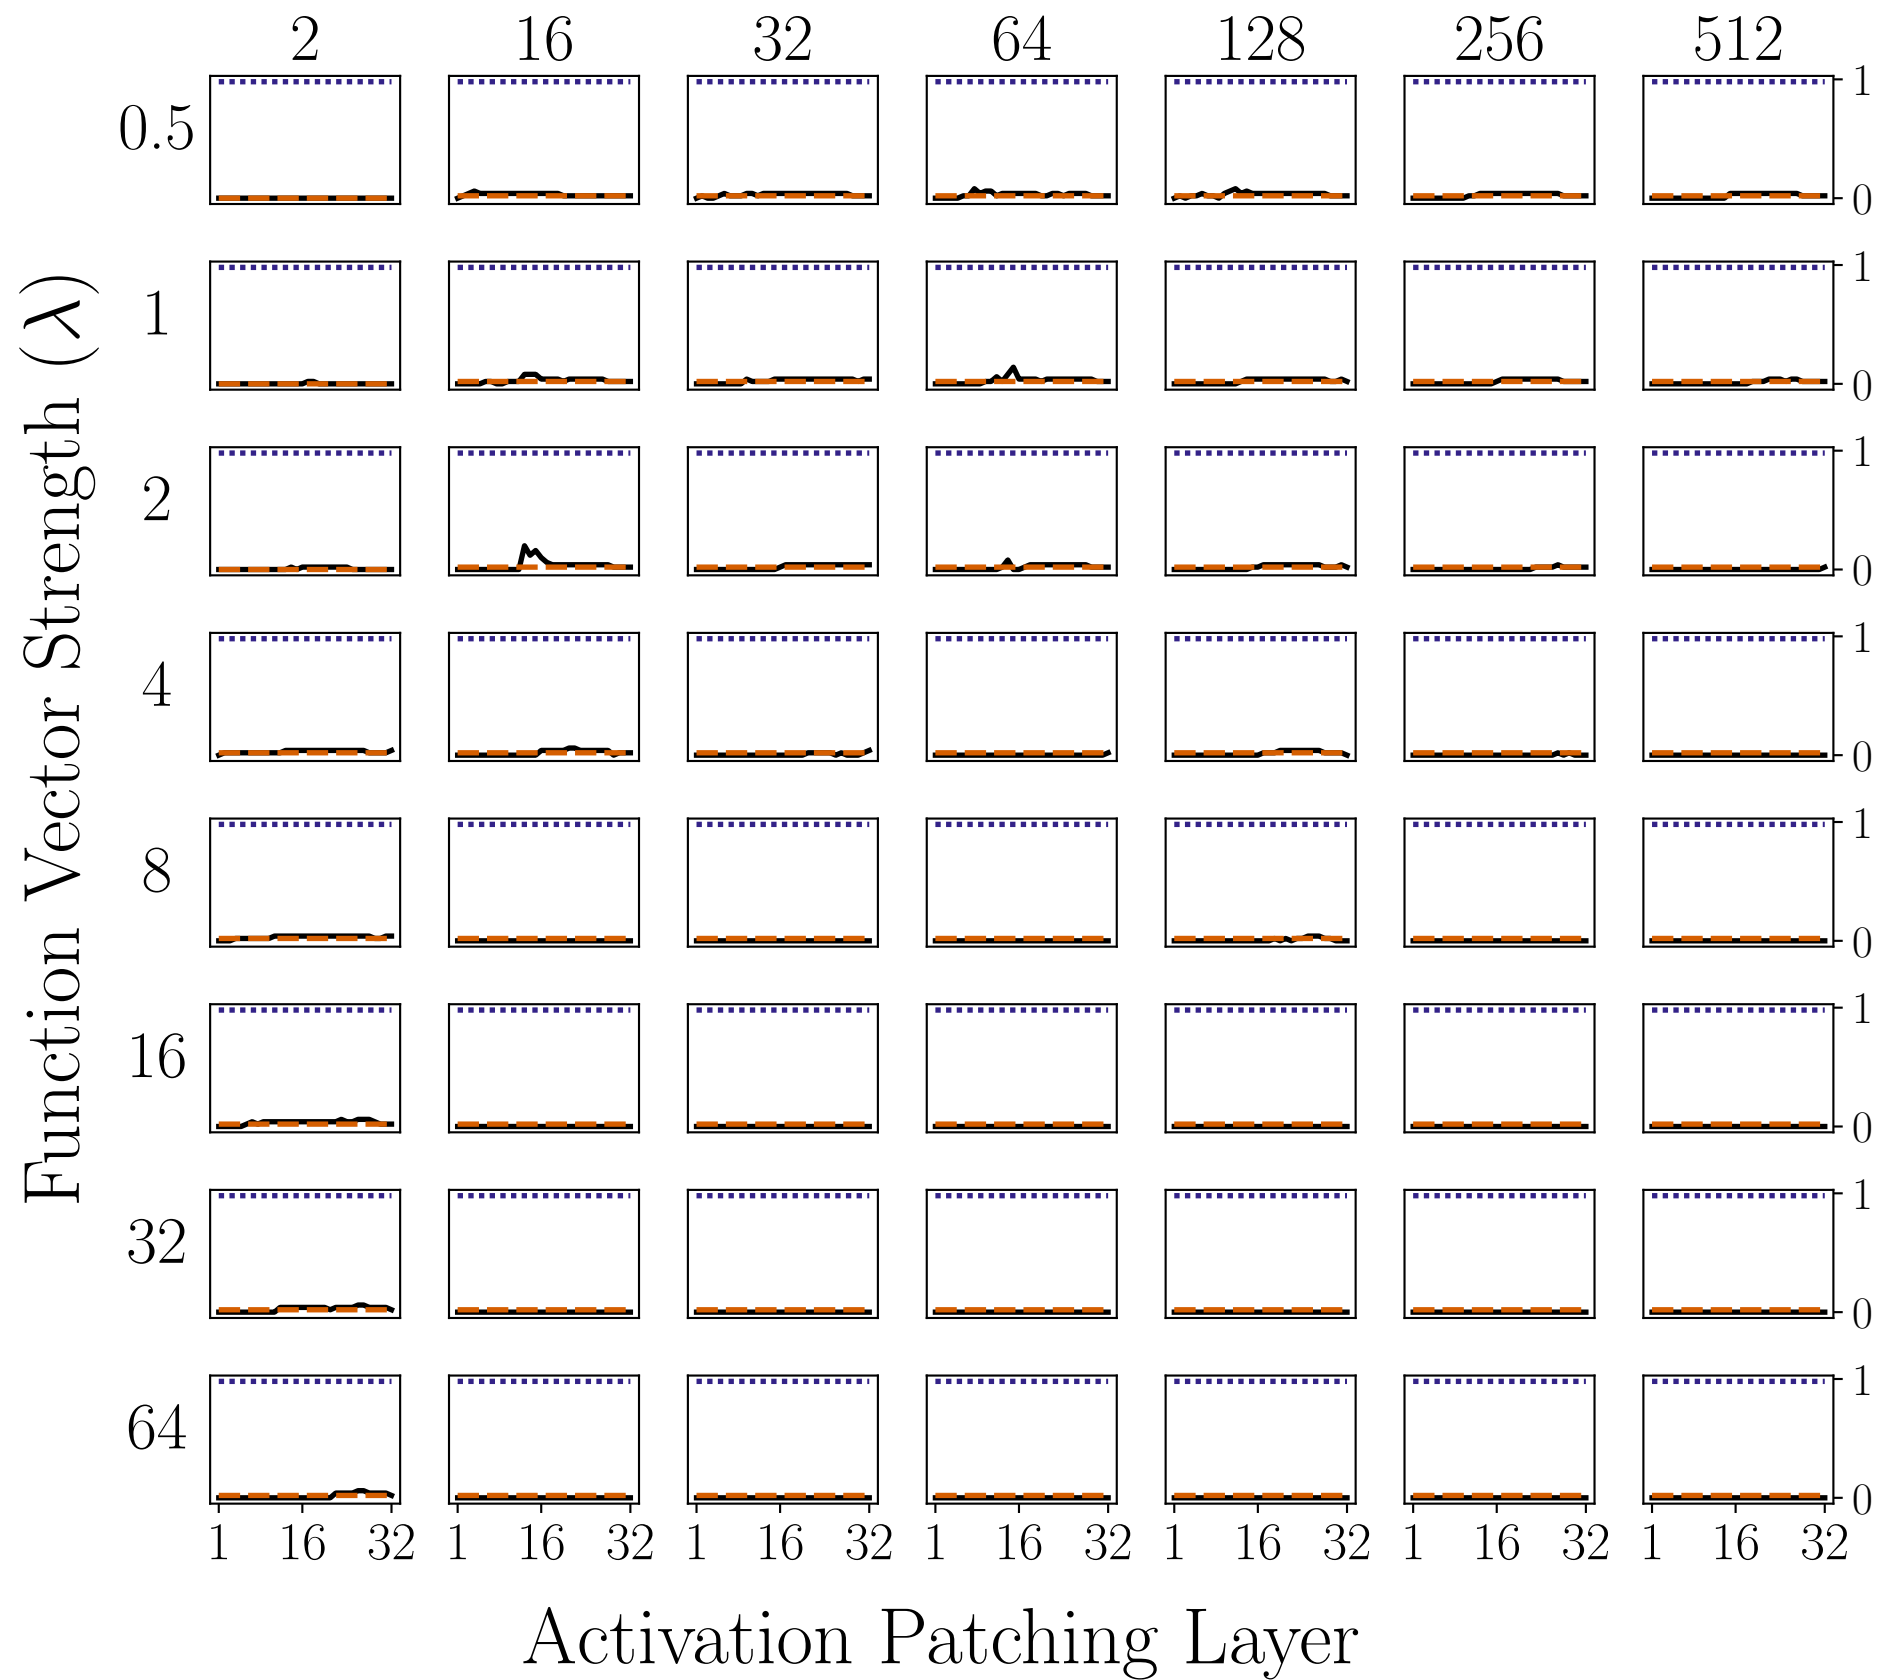 2 16 32 64 128 256 512
Function Vector Strength (λ)
0.5 1 0
1 1 0
2 1 0
4 1 0
8 1 0
16 1 0
32 1 0
64 1 0
1 16 32 1 16 32 1 16 32 1 16 32 1 16 32 1 16 32 1 16 32
Activation Patching Layer